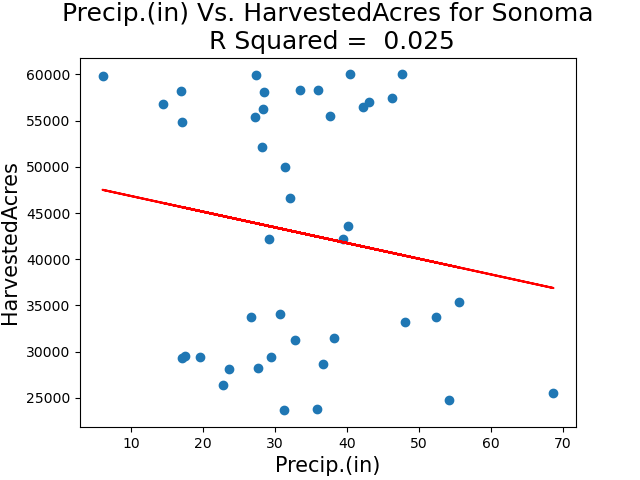 Precip.(in) Vs. HarvestedAcres for Sonoma
R Squared =  0.025
HarvestedAcres
60000
55000
50000
45000
40000
35000
30000
25000
10 20 30 40 50 60 70
Precip.(in)